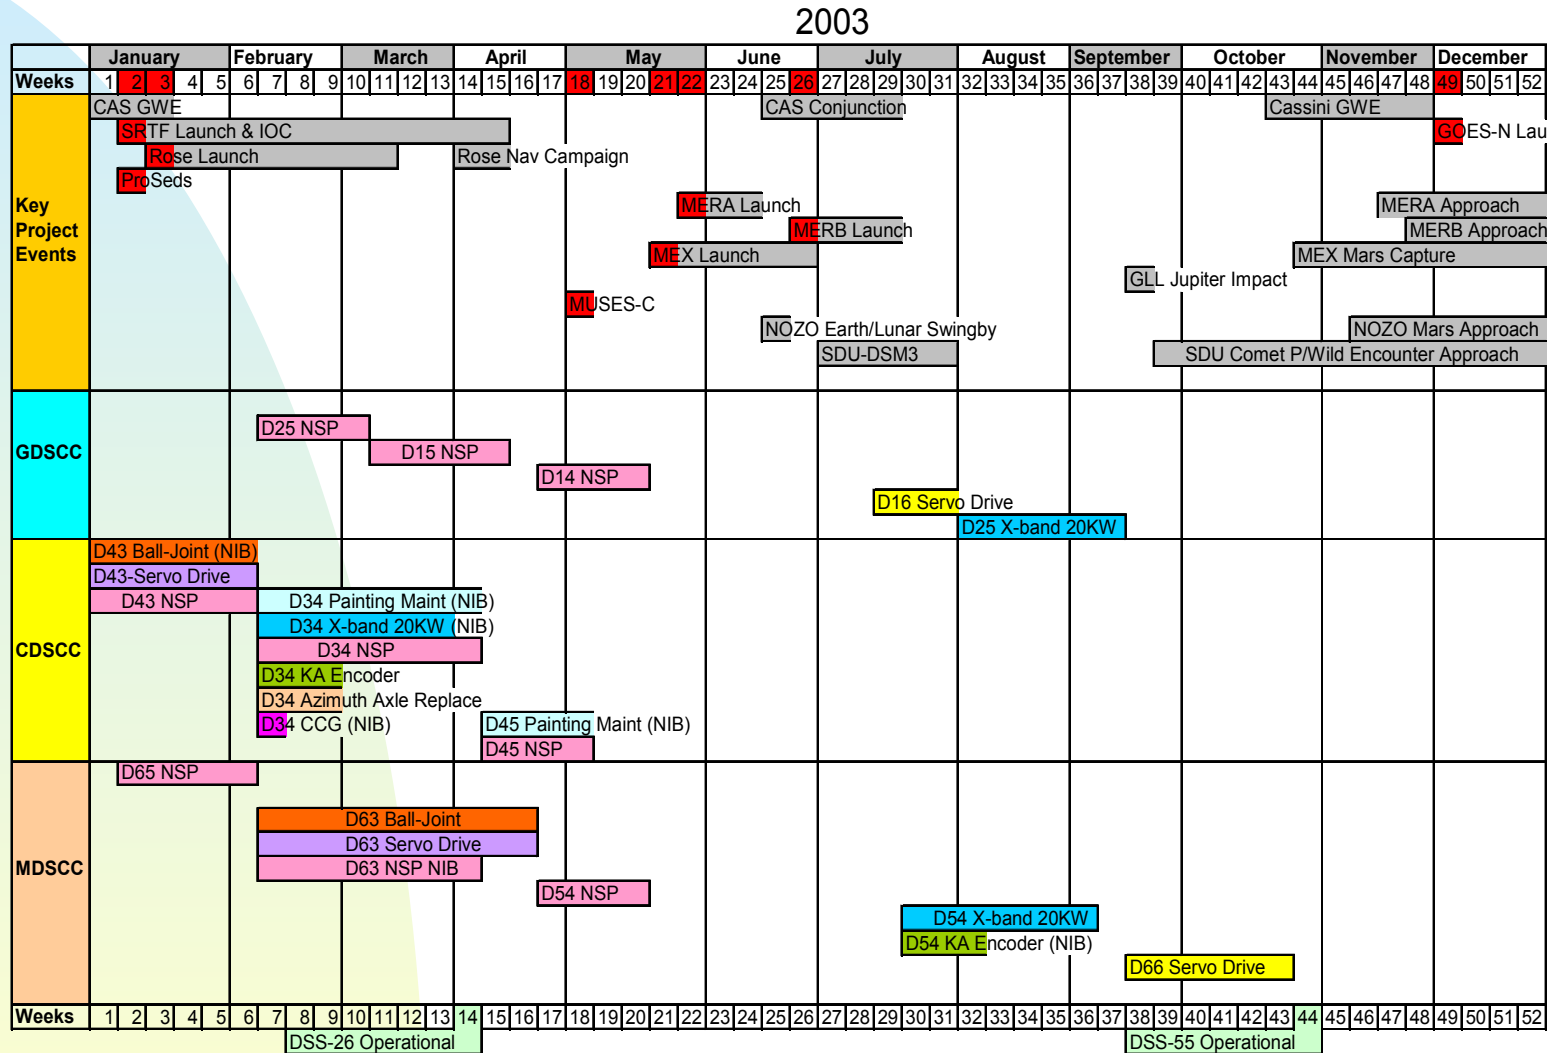 2003
January February March April May June July August September October November December
Weeks 1 2 3 4 5 6 7 8 9 10 11 12 13 14 15 16 17 18 19 20 21 22 23 24 25 26 27 28 29 30 31 32 33 34 35 36 37 38 39 40 41 42 43 44 45 46 47 48 49 50 51 52
Key
Project
Events
CAS GWE CAS Conjunction Cassini GWE
SRTF Launch & IOC GOES-N Lau
Rose Launch Rose Nav Campaign
ProSeds
MERA Launch MERA Approach
MERB Launch MERB Approach
MEX Launch MEX Mars Capture
GLL Jupiter Impact
MUSES-C
NOZO Earth/Lunar Swingby NOZO Mars Approach
SDU-DSM3 SDU Comet P/Wild Encounter Approach
GDSCC
D25 NSP
D15 NSP
D14 NSP
D16 Servo Drive
D25 X-band 20KW
CDSCC
D43 Ball-Joint (NIB)
D43-Servo Drive
D43 NSP D34 Painting Maint (NIB)
D34 X-band 20KW (NIB)
D34 NSP
D34 KA Encoder
D34 Azimuth Axle Replace
D34 CCG (NIB) D45 Painting Maint (NIB)
D45 NSP
MDSCC
D65 NSP
D63 Ball-Joint
D63 Servo Drive
D63 NSP NIB
D54 NSP
D54 X-band 20KW
D54 KA Encoder (NIB)
D66 Servo Drive
Weeks 1 2 3 4 5 6 7 8 9 10 11 12 13 14 15 16 17 18 19 20 21 22 23 24 25 26 27 28 29 30 31 32 33 34 35 36 37 38 39 40 41 42 43 44 45 46 47 48 49 50 51 52
DSS-26 Operational DSS-55 Operational